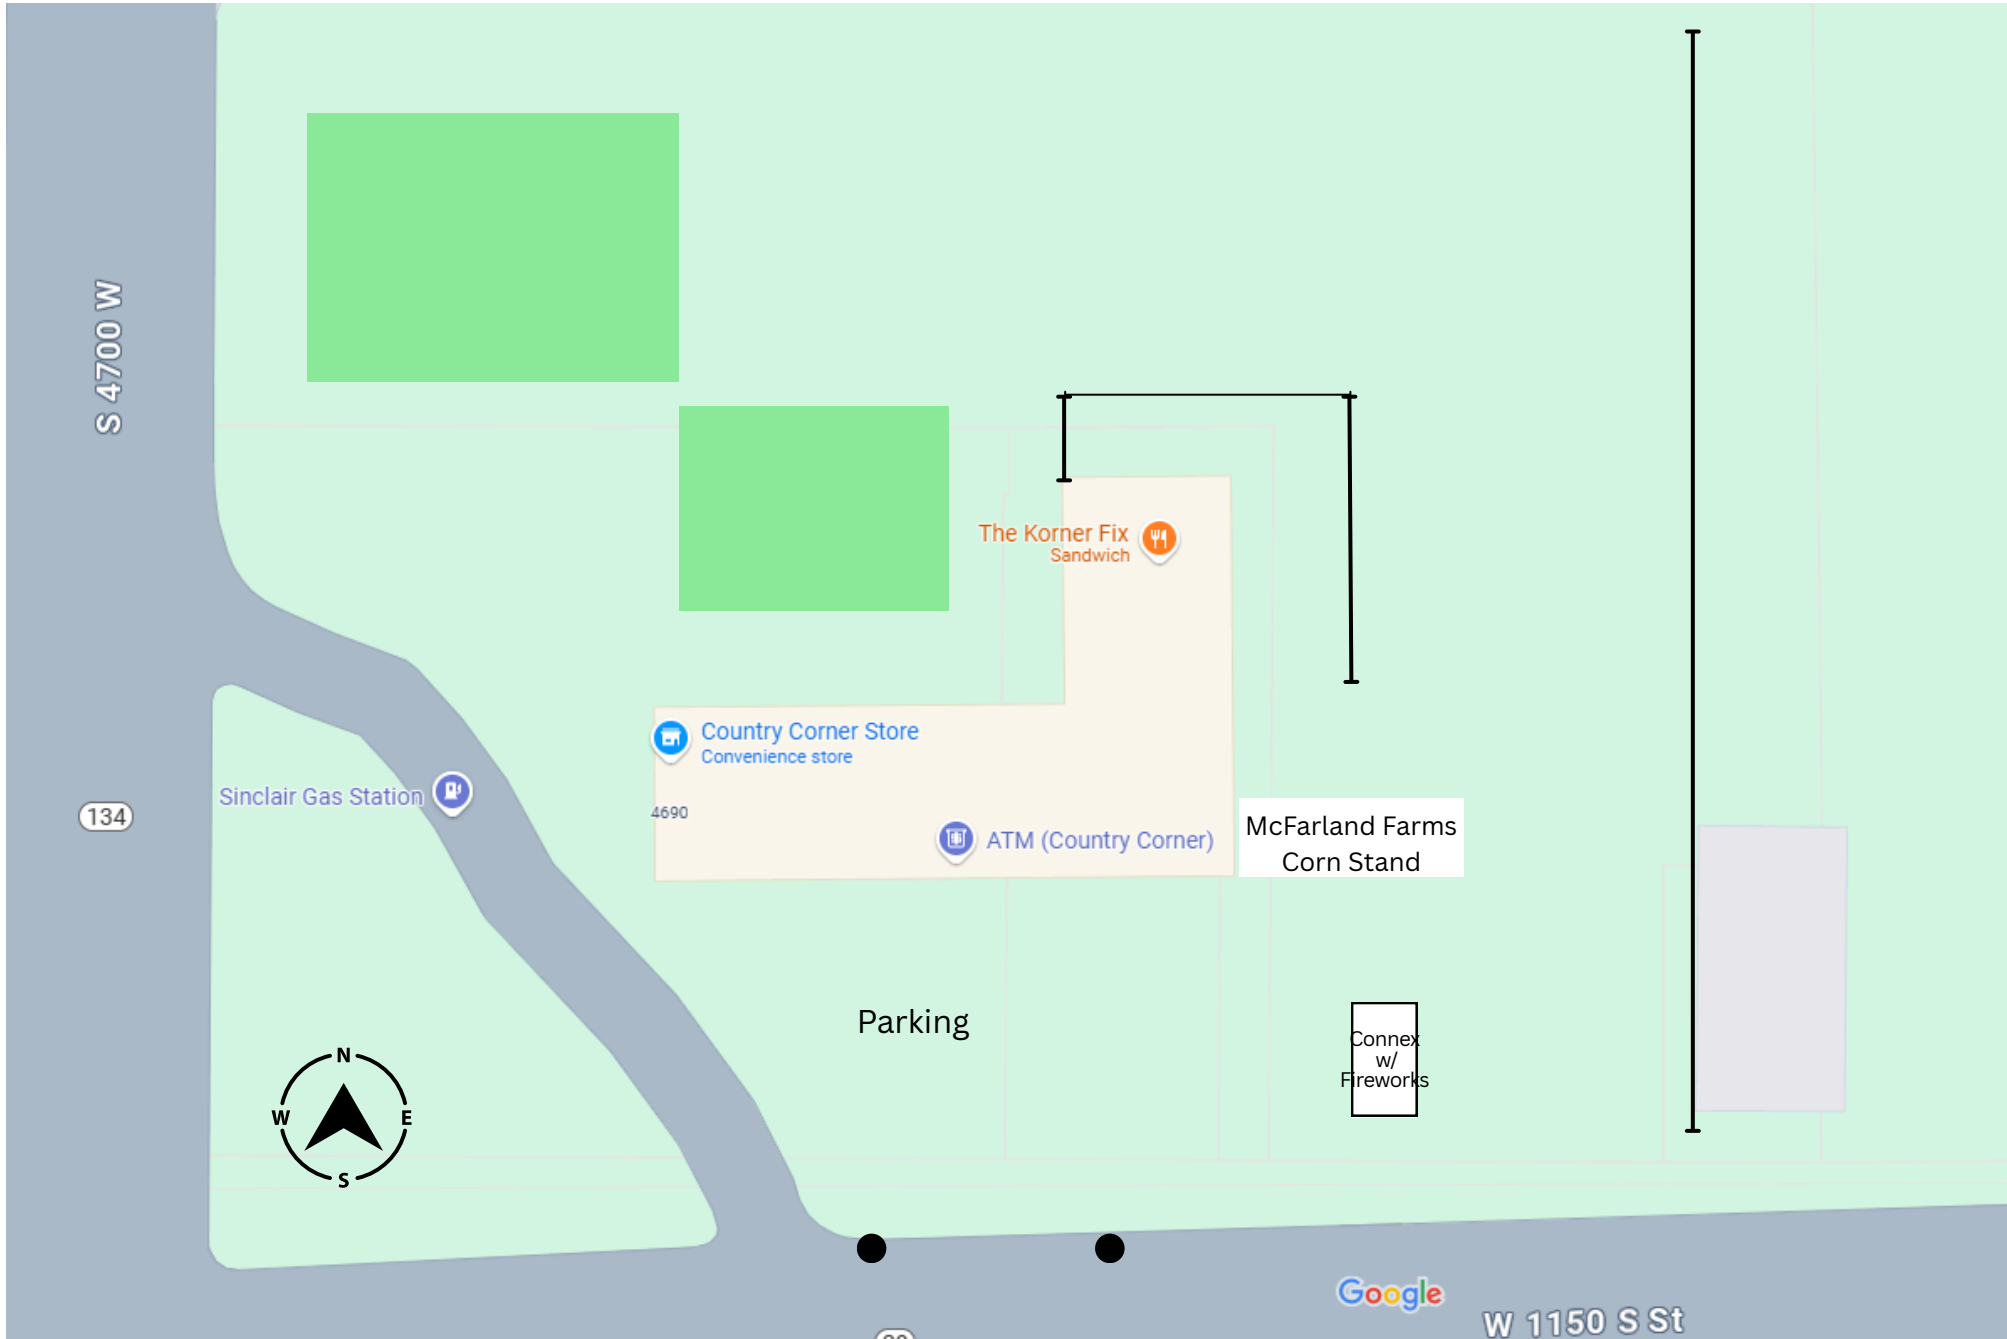 S 4700 W
The Korner Fix
Sandwich
Country Corner Store
Convenience store
Sinclair Gas Station
4690
134
ATM (Country Corner)
McFarland Farms
Corn Stand
Parking
Connex
w/
Fireworks
N
W
E
S
Google
W 1150 S St